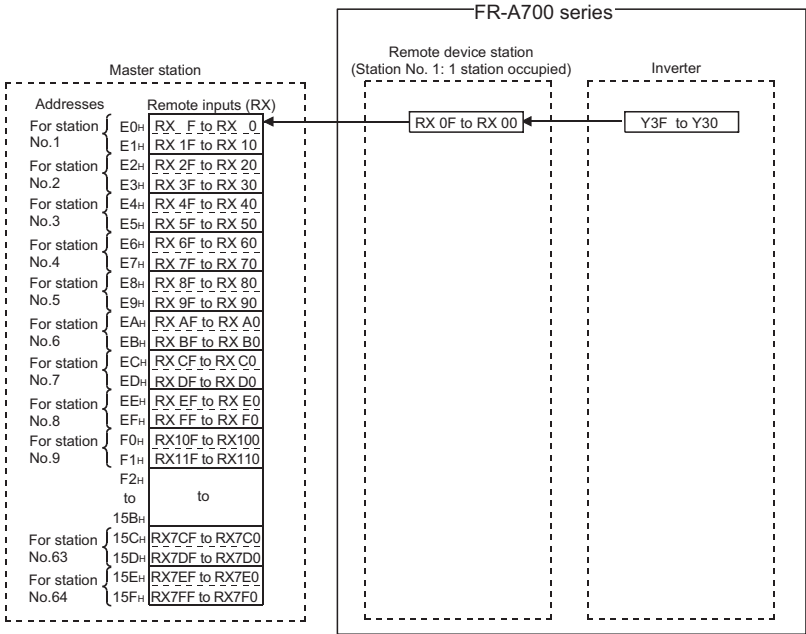 FR-A700 series
Master station
Remote device station
(Station No. 1: 1 station occupied)
Inverter
Addresses Remote inputs (RX)
For station No.1
E0H RX F to RX 0
E1H RX 1F to RX 10
RX 0F to RX 00
Y3F to Y30
For station No.2
E2H RX 2F to RX 20
E3H RX 3F to RX 30
For station No.3
E4H RX 4F to RX 40
E5H RX 5F to RX 50
For station No.4
E6H RX 6F to RX 60
E7H RX 7F to RX 70
For station No.5
E8H RX 8F to RX 80
E9H RX 9F to RX 90
For station No.6
EAH RX AF to RX A0
EBH RX BF to RX B0
For station No.7
ECH RX CF to RX C0
EDH RX DF to RX D0
For station No.8
EEH RX EF to RX E0
EFH RX FF to RX F0
For station No.9
F0H RX10F to RX100
F1H RX11F to RX110
F2H
to to
15BH
For station No.63
15CH RX7CF to RX7C0
15DH RX7DF to RX7D0
For station No.64
15EH RX7EF to RX7E0
15FH RX7FF to RX7F0